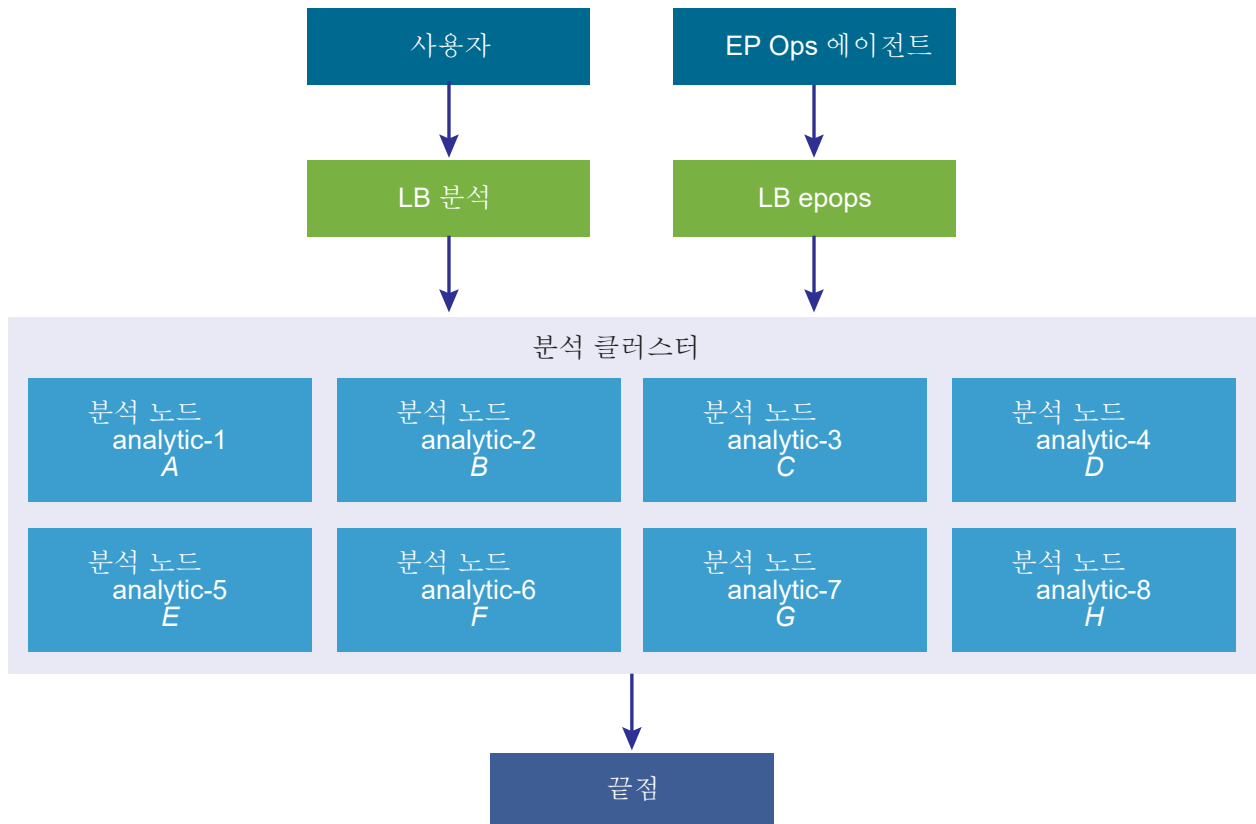 사용자
EP Ops 에이전트
LB 분석
LB epops
분석 클러스터
분석 노드
analytic-1
A
분석 노드
analytic-2
B
분석 노드
analytic-3
C
분석 노드
analytic-4
D
분석 노드
analytic-5
E
분석 노드
analytic-6
F
분석 노드
analytic-7
G
분석 노드
analytic-8
H
끝점